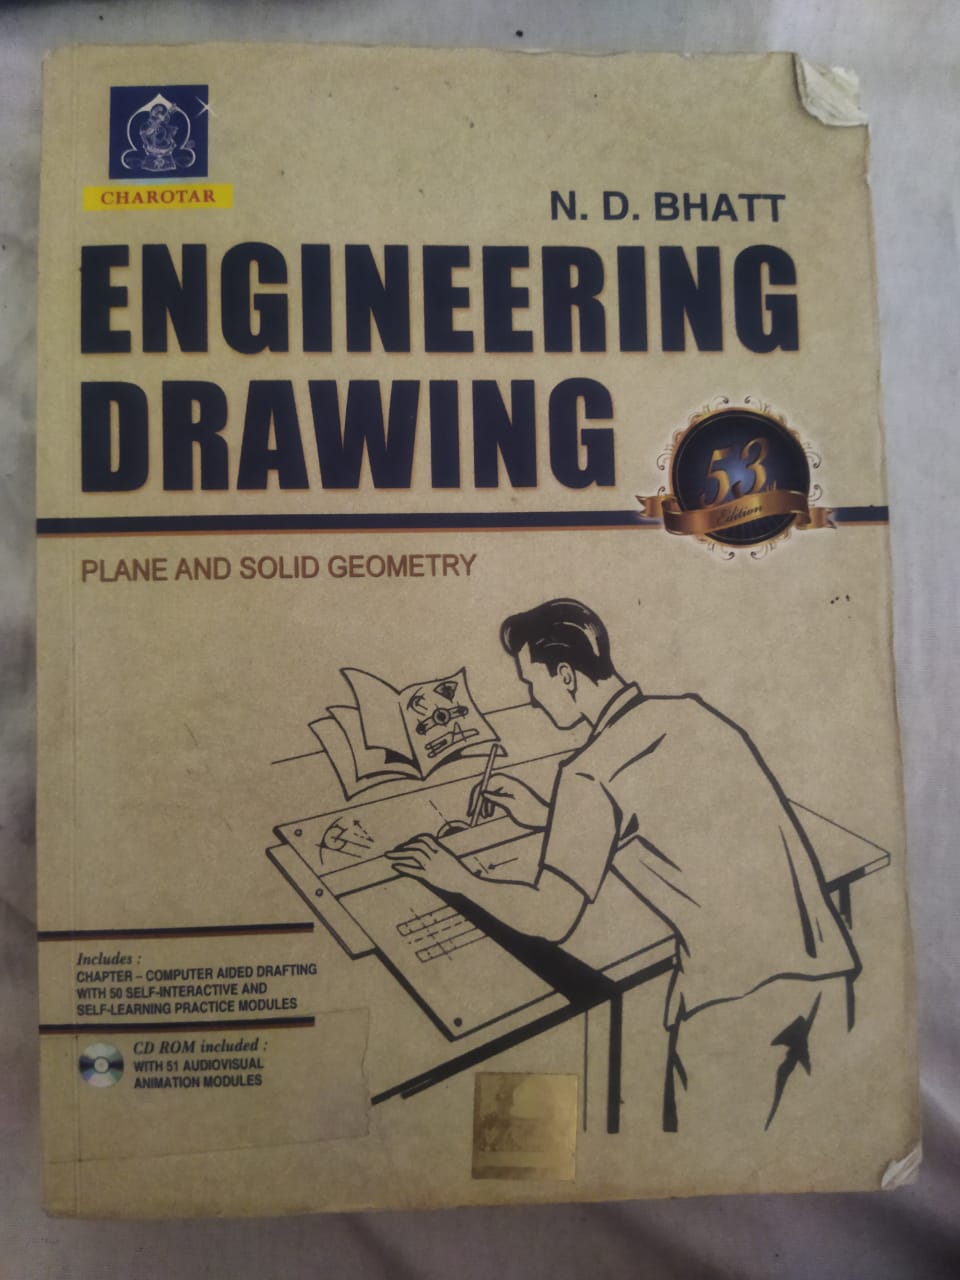 CHAROTAR
N. D. BHATT
ENGINEERING
DRAWING
53rd
Edition
PLANE AND SOLID GEOMETRY
Includes :
CHAPTER – COMPUTER AIDED DRAFTING
WITH 50 SELF-INTERACTIVE AND
SELF-LEARNING PRACTICE MODULES
CD ROM included :
WITH 51 AUDIOVISUAL
ANIMATION MODULES